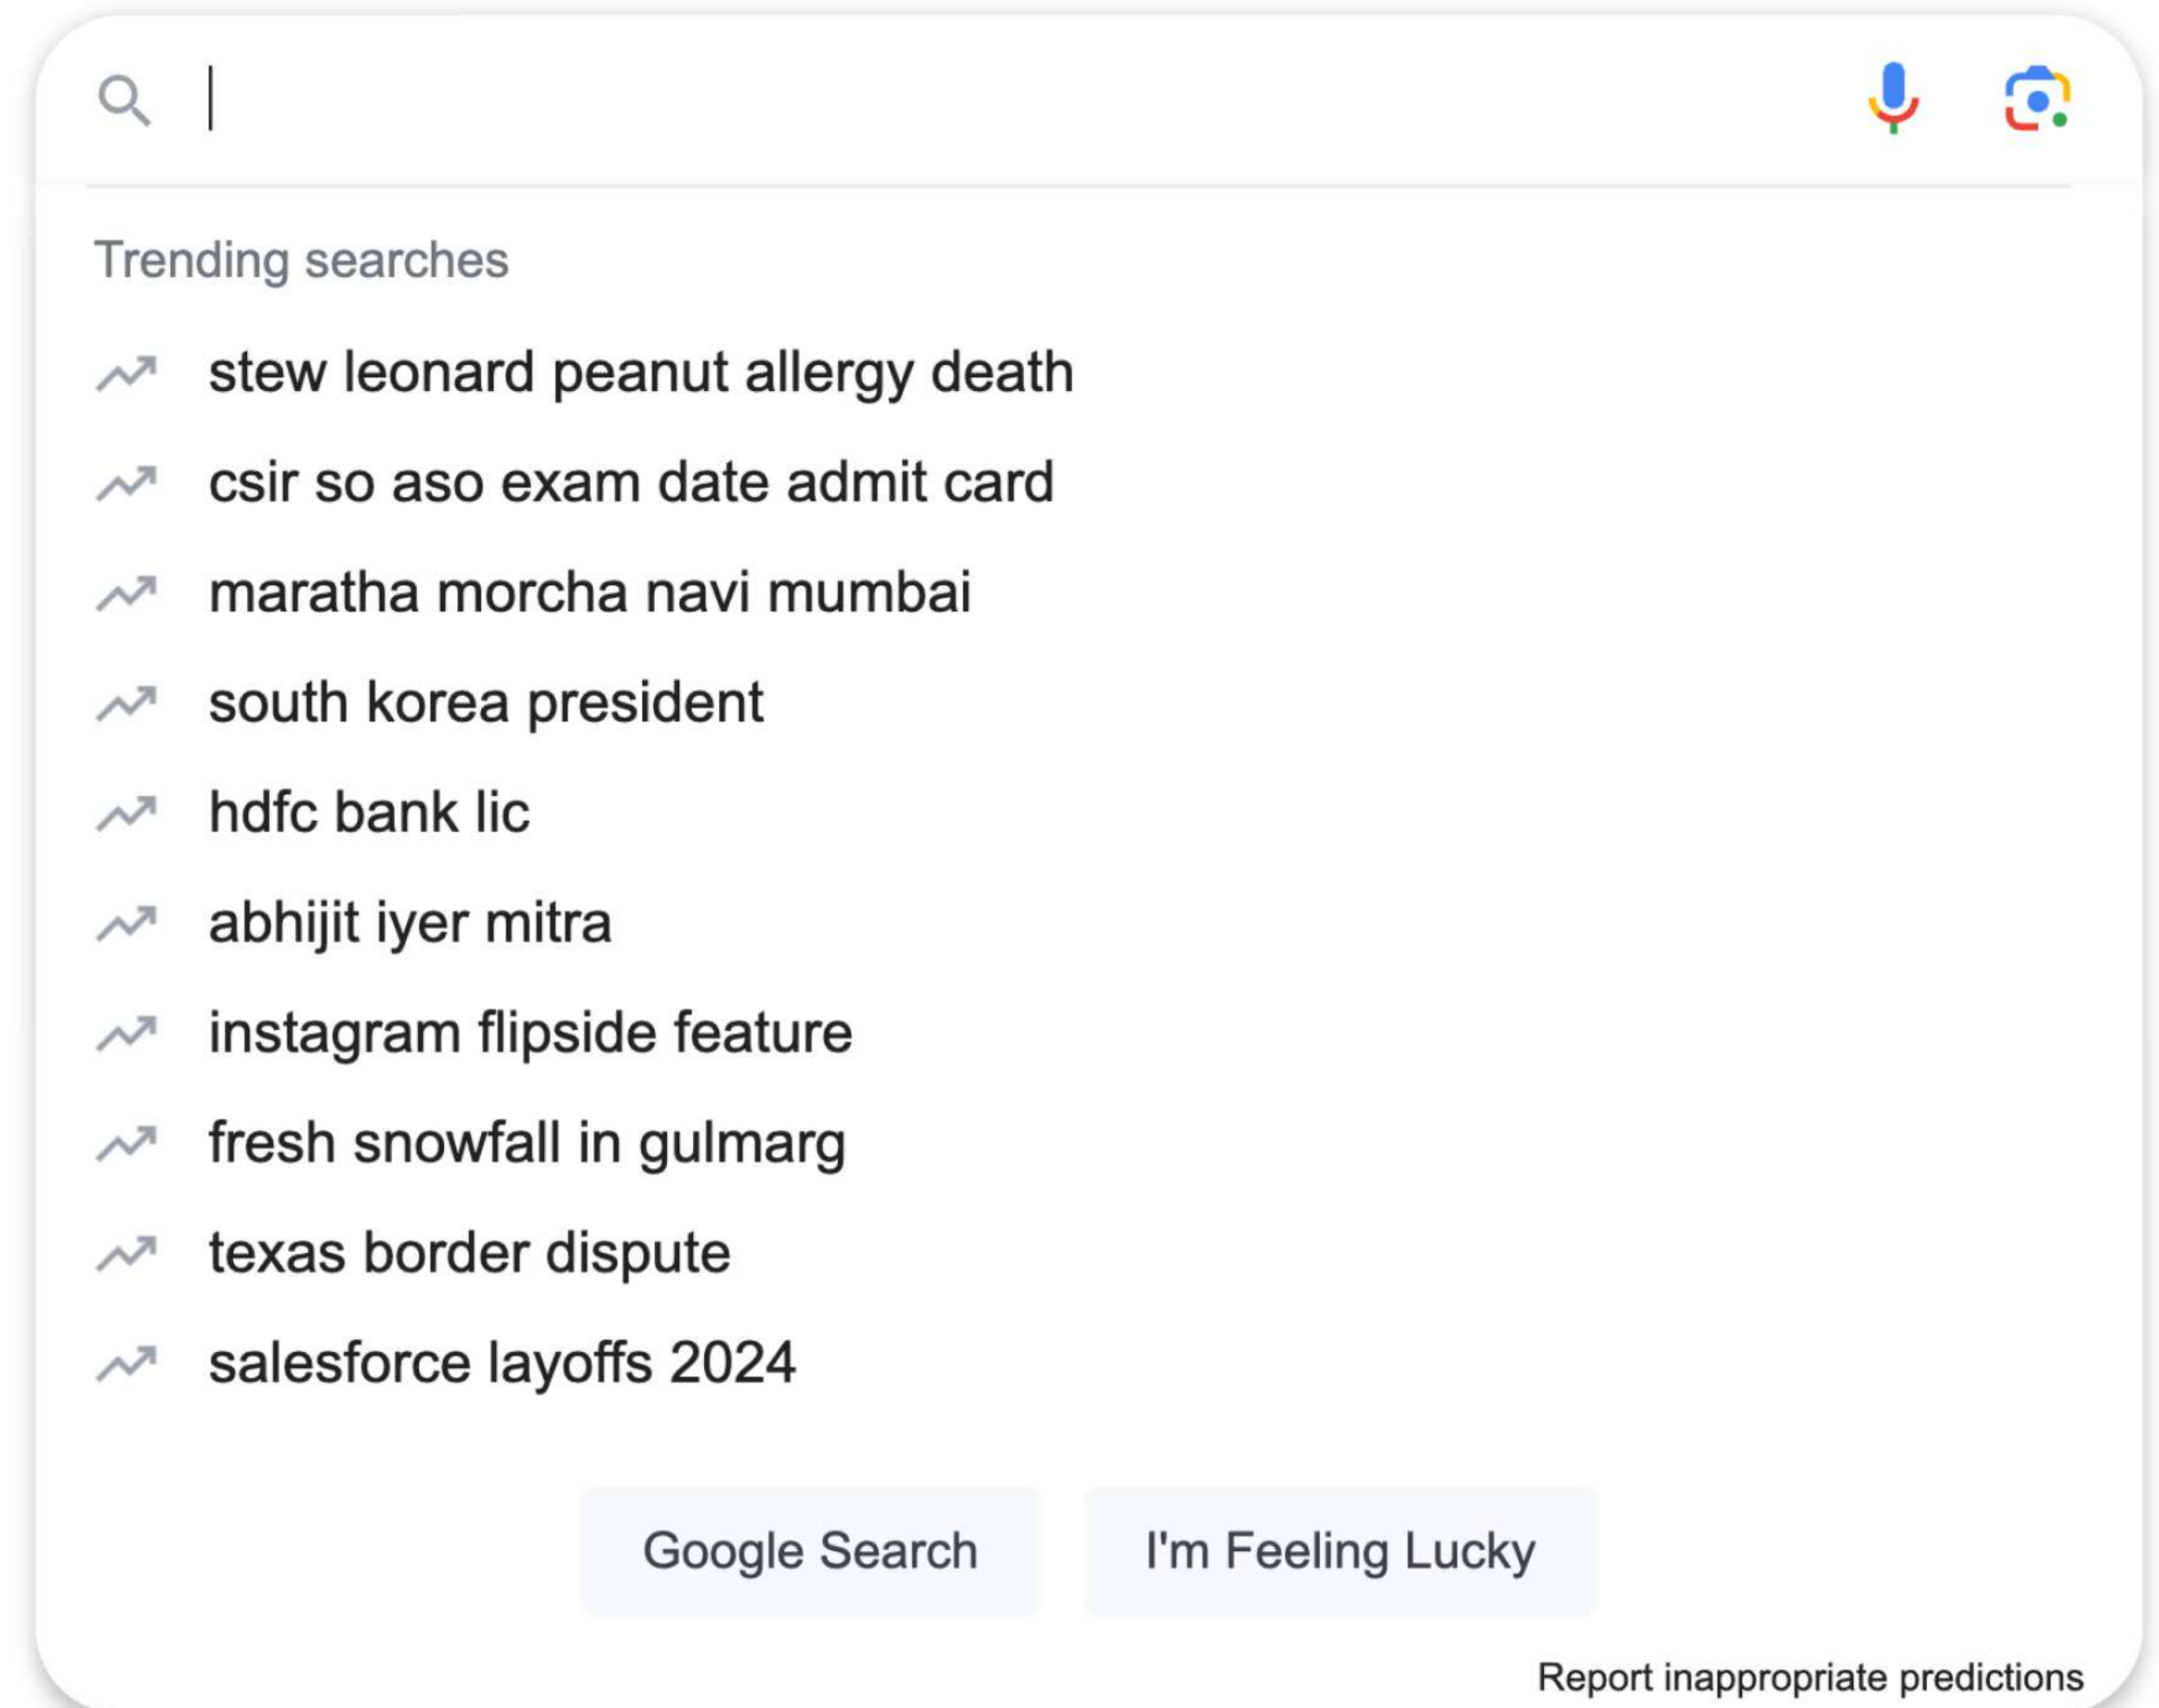 Trending searches
stew leonard peanut allergy death
csir so aso exam date admit card
maratha morcha navi mumbai
south korea president
hdfc bank lic
abhijit iyer mitra
instagram flipside feature
fresh snowfall in gulmarg
texas border dispute
salesforce layoffs 2024
Google Search I'm Feeling Lucky
Report inappropriate predictions